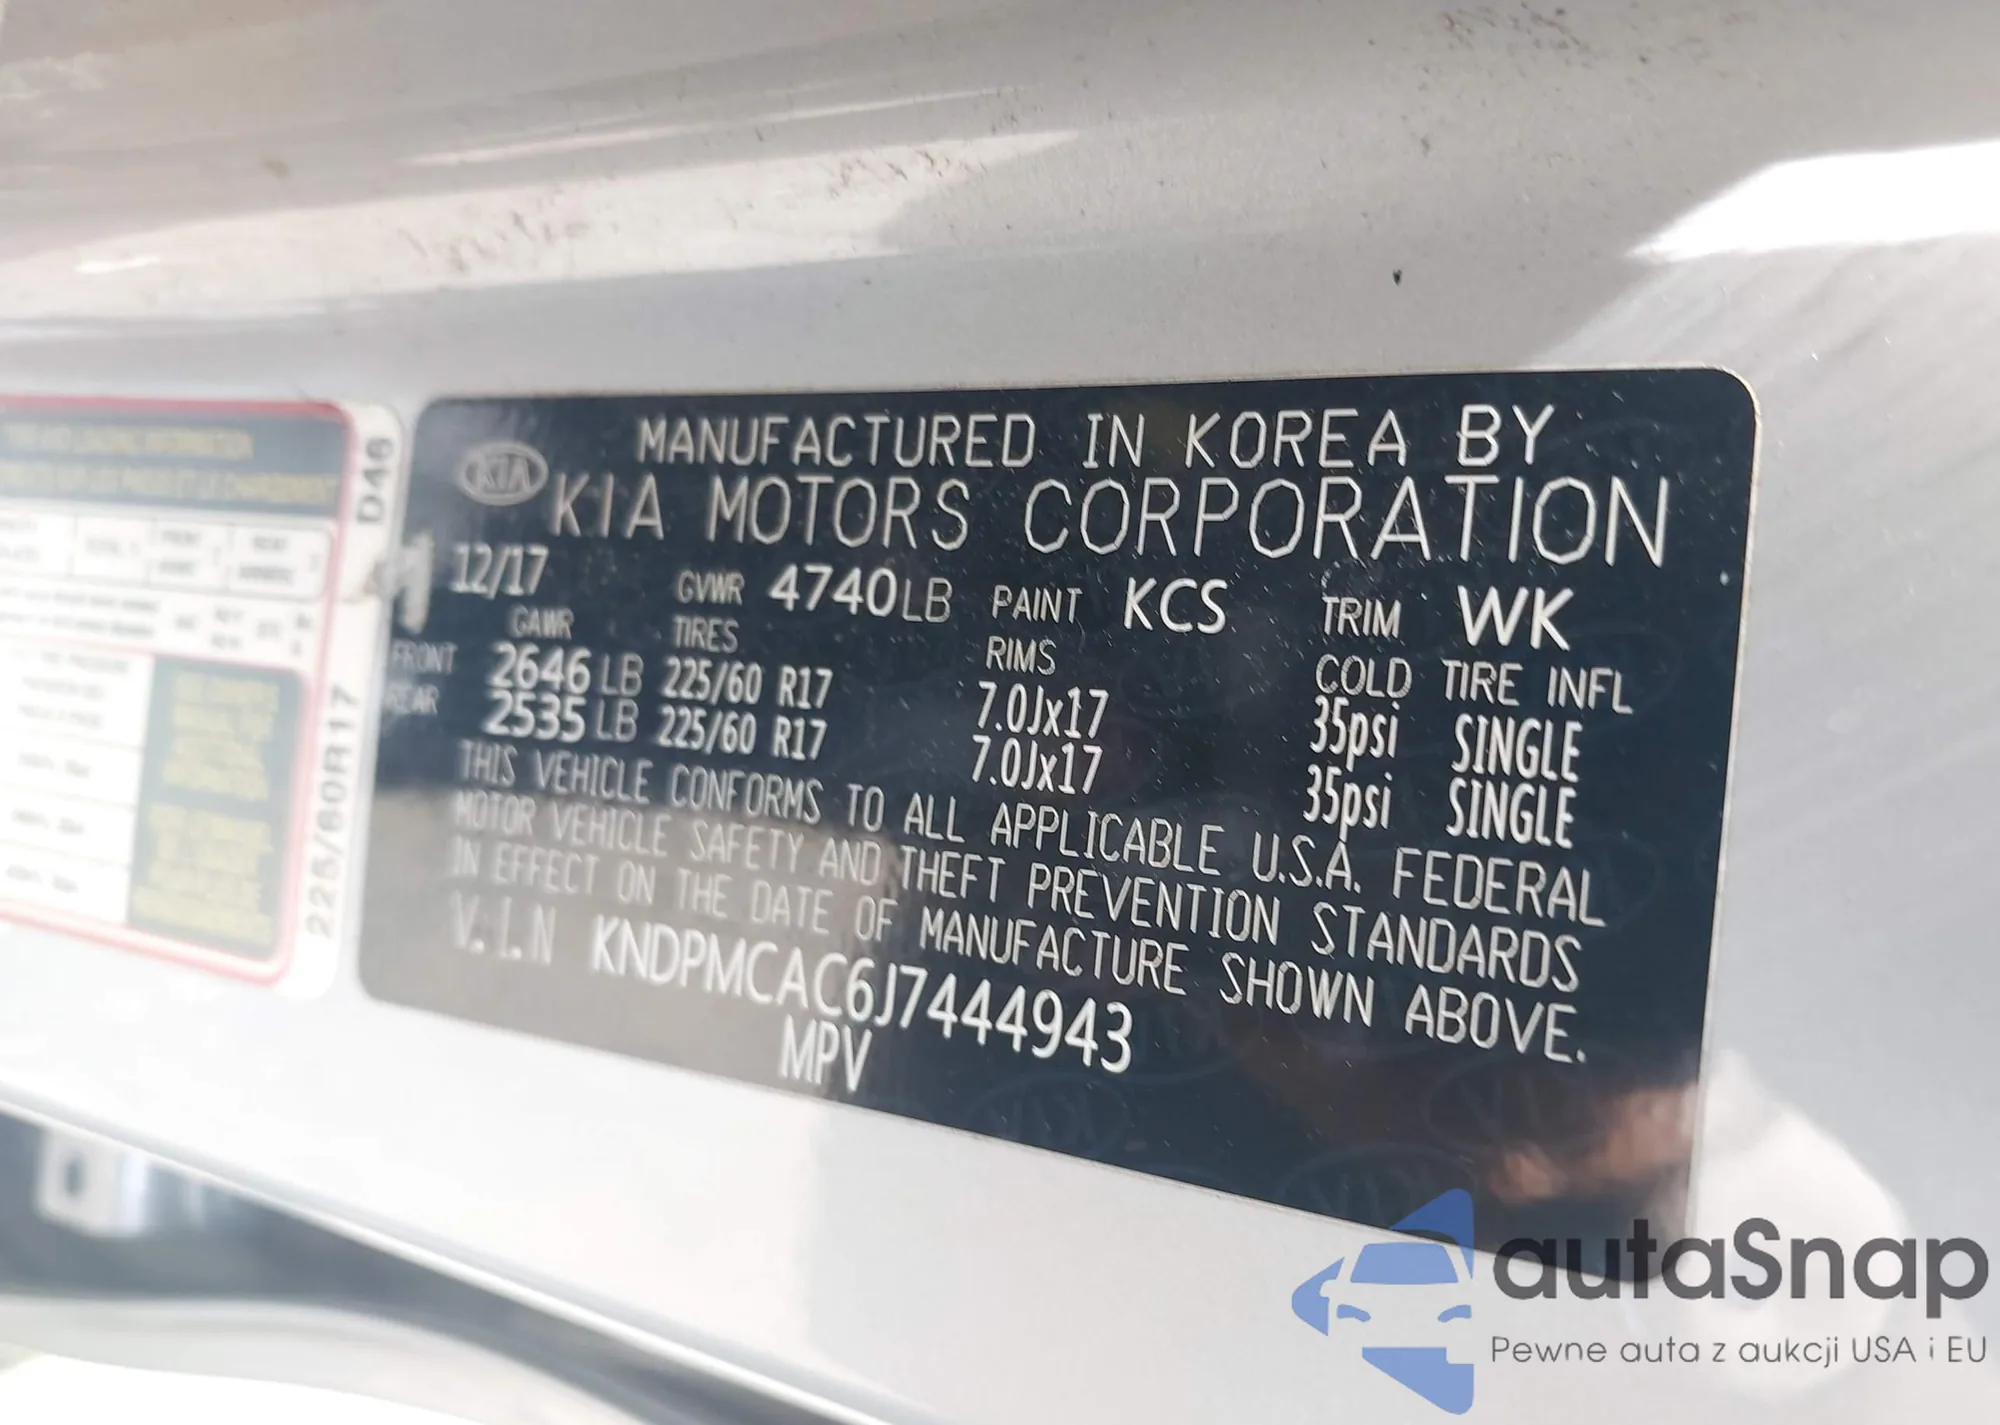 MANUFACTURED IN KOREA BY
KIA
KIA MOTORS CORPORATION
12/17 GVWR 4740LB PAINT KCS TRIM WK
GAWR TIRES RIMS COLD TIRE INFL
FRONT 2646 LB 225/60 R17 7.0Jx17 35psi SINGLE
REAR 2535 LB 225/60 R17 7.0Jx17 35psi SINGLE
THIS VEHICLE CONFORMS TO ALL APPLICABLE U.S.A. FEDERAL
MOTOR VEHICLE SAFETY AND THEFT PREVENTION STANDARDS
IN EFFECT ON THE DATE OF MANUFACTURE SHOWN ABOVE.
V.I.N KNDPMCAC6J7444943
MPV
D46
225/60R17
autaSnap
Pewne auta z aukcji USA i EU